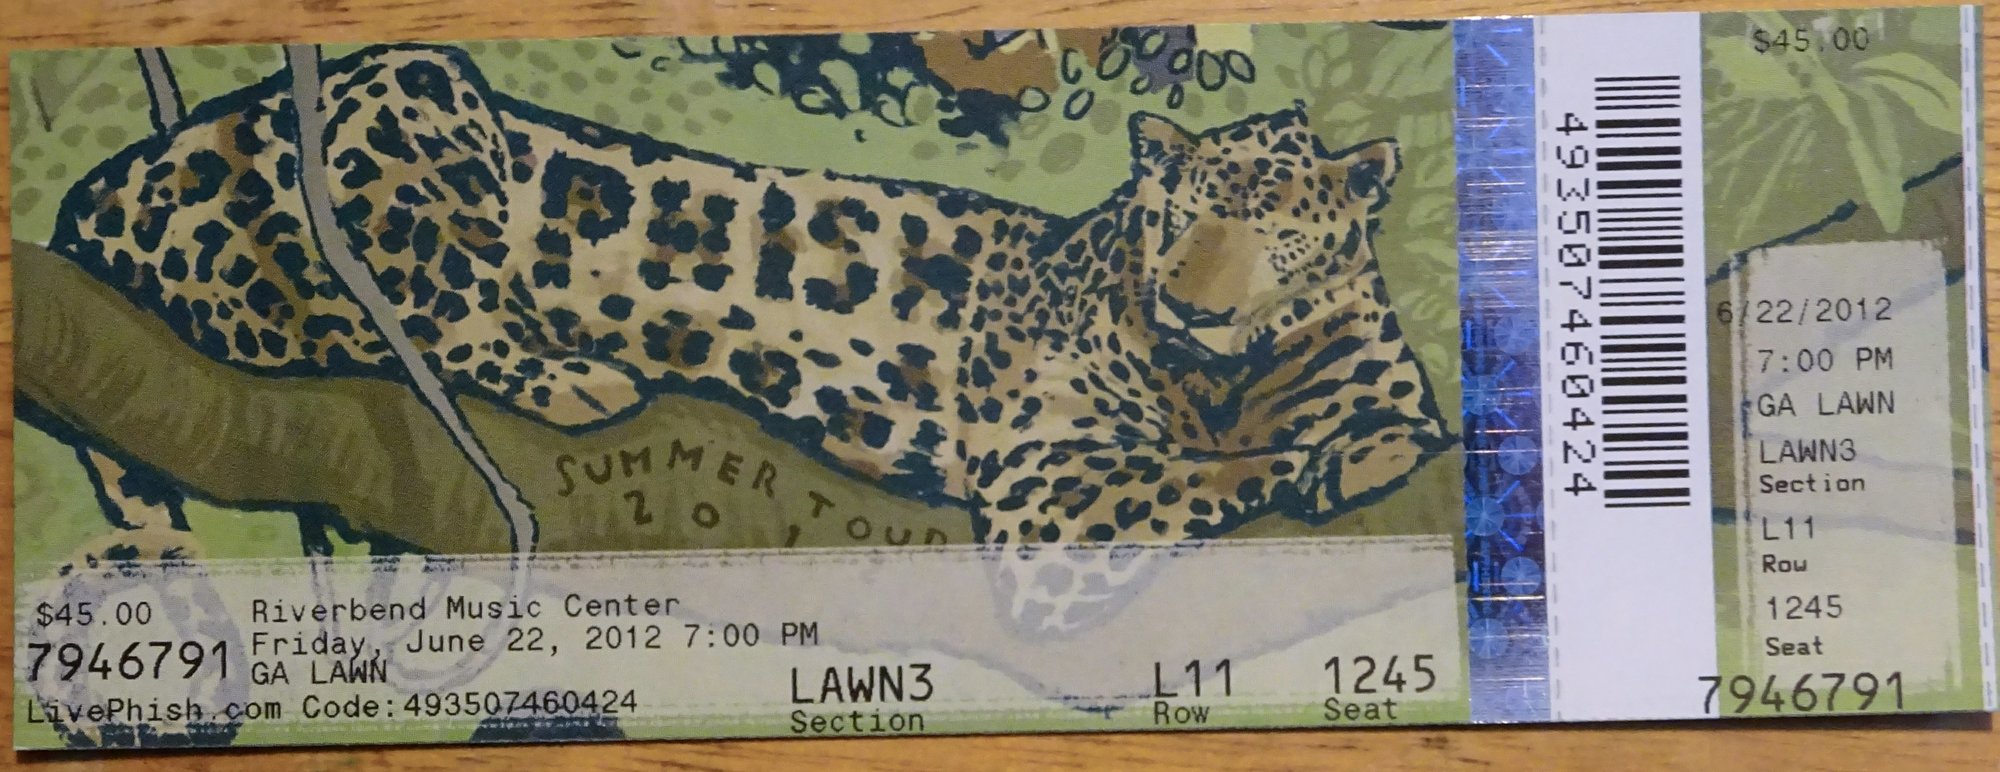 PHISH
SUMMER TOUR
20
$45.00
7946791
Riverbend Music Center
Friday, June 22, 2012 7:00 PM
GA LAWN
LivePhish.com Code:493507460424
LAWN3
Section
L11
Row
1245
Seat
493507460424
$45.00
6/22/2012
7:00 PM
GA LAWN
LAWN3
Section
L11
Row
1245
Seat
7946791